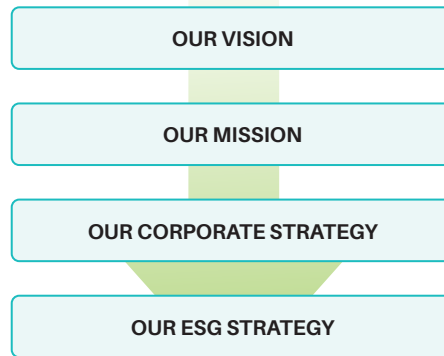 OUR VISION
OUR MISSION
OUR CORPORATE STRATEGY
OUR ESG STRATEGY